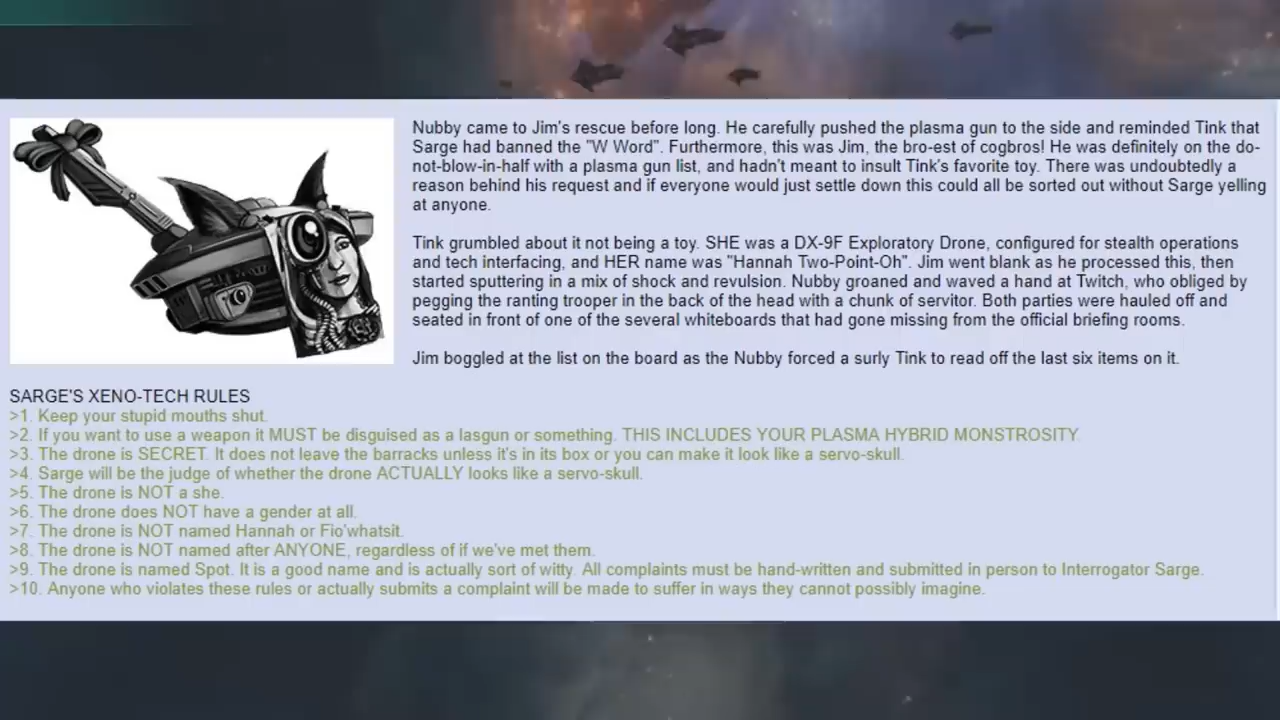 Nubby came to Jim's rescue before long. He carefully pushed the plasma gun to the side and reminded Tink that
Sarge had banned the "W Word". Furthermore, this was Jim, the bro-est of cogbros! He was definitely on the do-
not-blow-in-half with a plasma gun list, and hadn't meant to insult Tink's favorite toy. There was undoubtedly a
reason behind his request and if everyone would just settle down this could all be sorted out without Sarge yelling
at anyone.
Tink grumbled about it not being a toy. SHE was a DX-9F Exploratory Drone, configured for stealth operations
and tech interfacing, and HER name was "Hannah Two-Point-Oh". Jim went blank as he processed this, then
started sputtering in a mix of shock and revulsion. Nubby groaned and waved a hand at Twitch, who obliged by
pegging the ranting trooper in the back of the head with a chunk of servitor. Both parties were hauled off and
seated in front of one of the several whiteboards that had gone missing from the official briefing rooms.
Jim boggled at the list on the board as the Nubby forced a surly Tink to read off the last six items on it.
SARGE'S XENO-TECH RULES
>1. Keep your stupid mouths shut.
>2. If you want to use a weapon it MUST be disguised as a lasgun or something. THIS INCLUDES YOUR PLASMA HYBRID MONSTROSITY.
>3. The drone is SECRET. It does not leave the barracks unless it's in its box or you can make it look like a servo-skull.
>4. Sarge will be the judge of whether the drone ACTUALLY looks like a servo-skull.
>5. The drone is NOT a she.
>6. The drone does NOT have a gender at all.
>7. The drone is NOT named Hannah or Fio'whatsit.
>8. The drone is NOT named after ANYONE, regardless of if we've met them.
>9. The drone is named Spot. It is a good name and is actually sort of witty. All complaints must be hand-written and submitted in person to Interrogator Sarge.
>10. Anyone who violates these rules or actually submits a complaint will be made to suffer in ways they cannot possibly imagine.